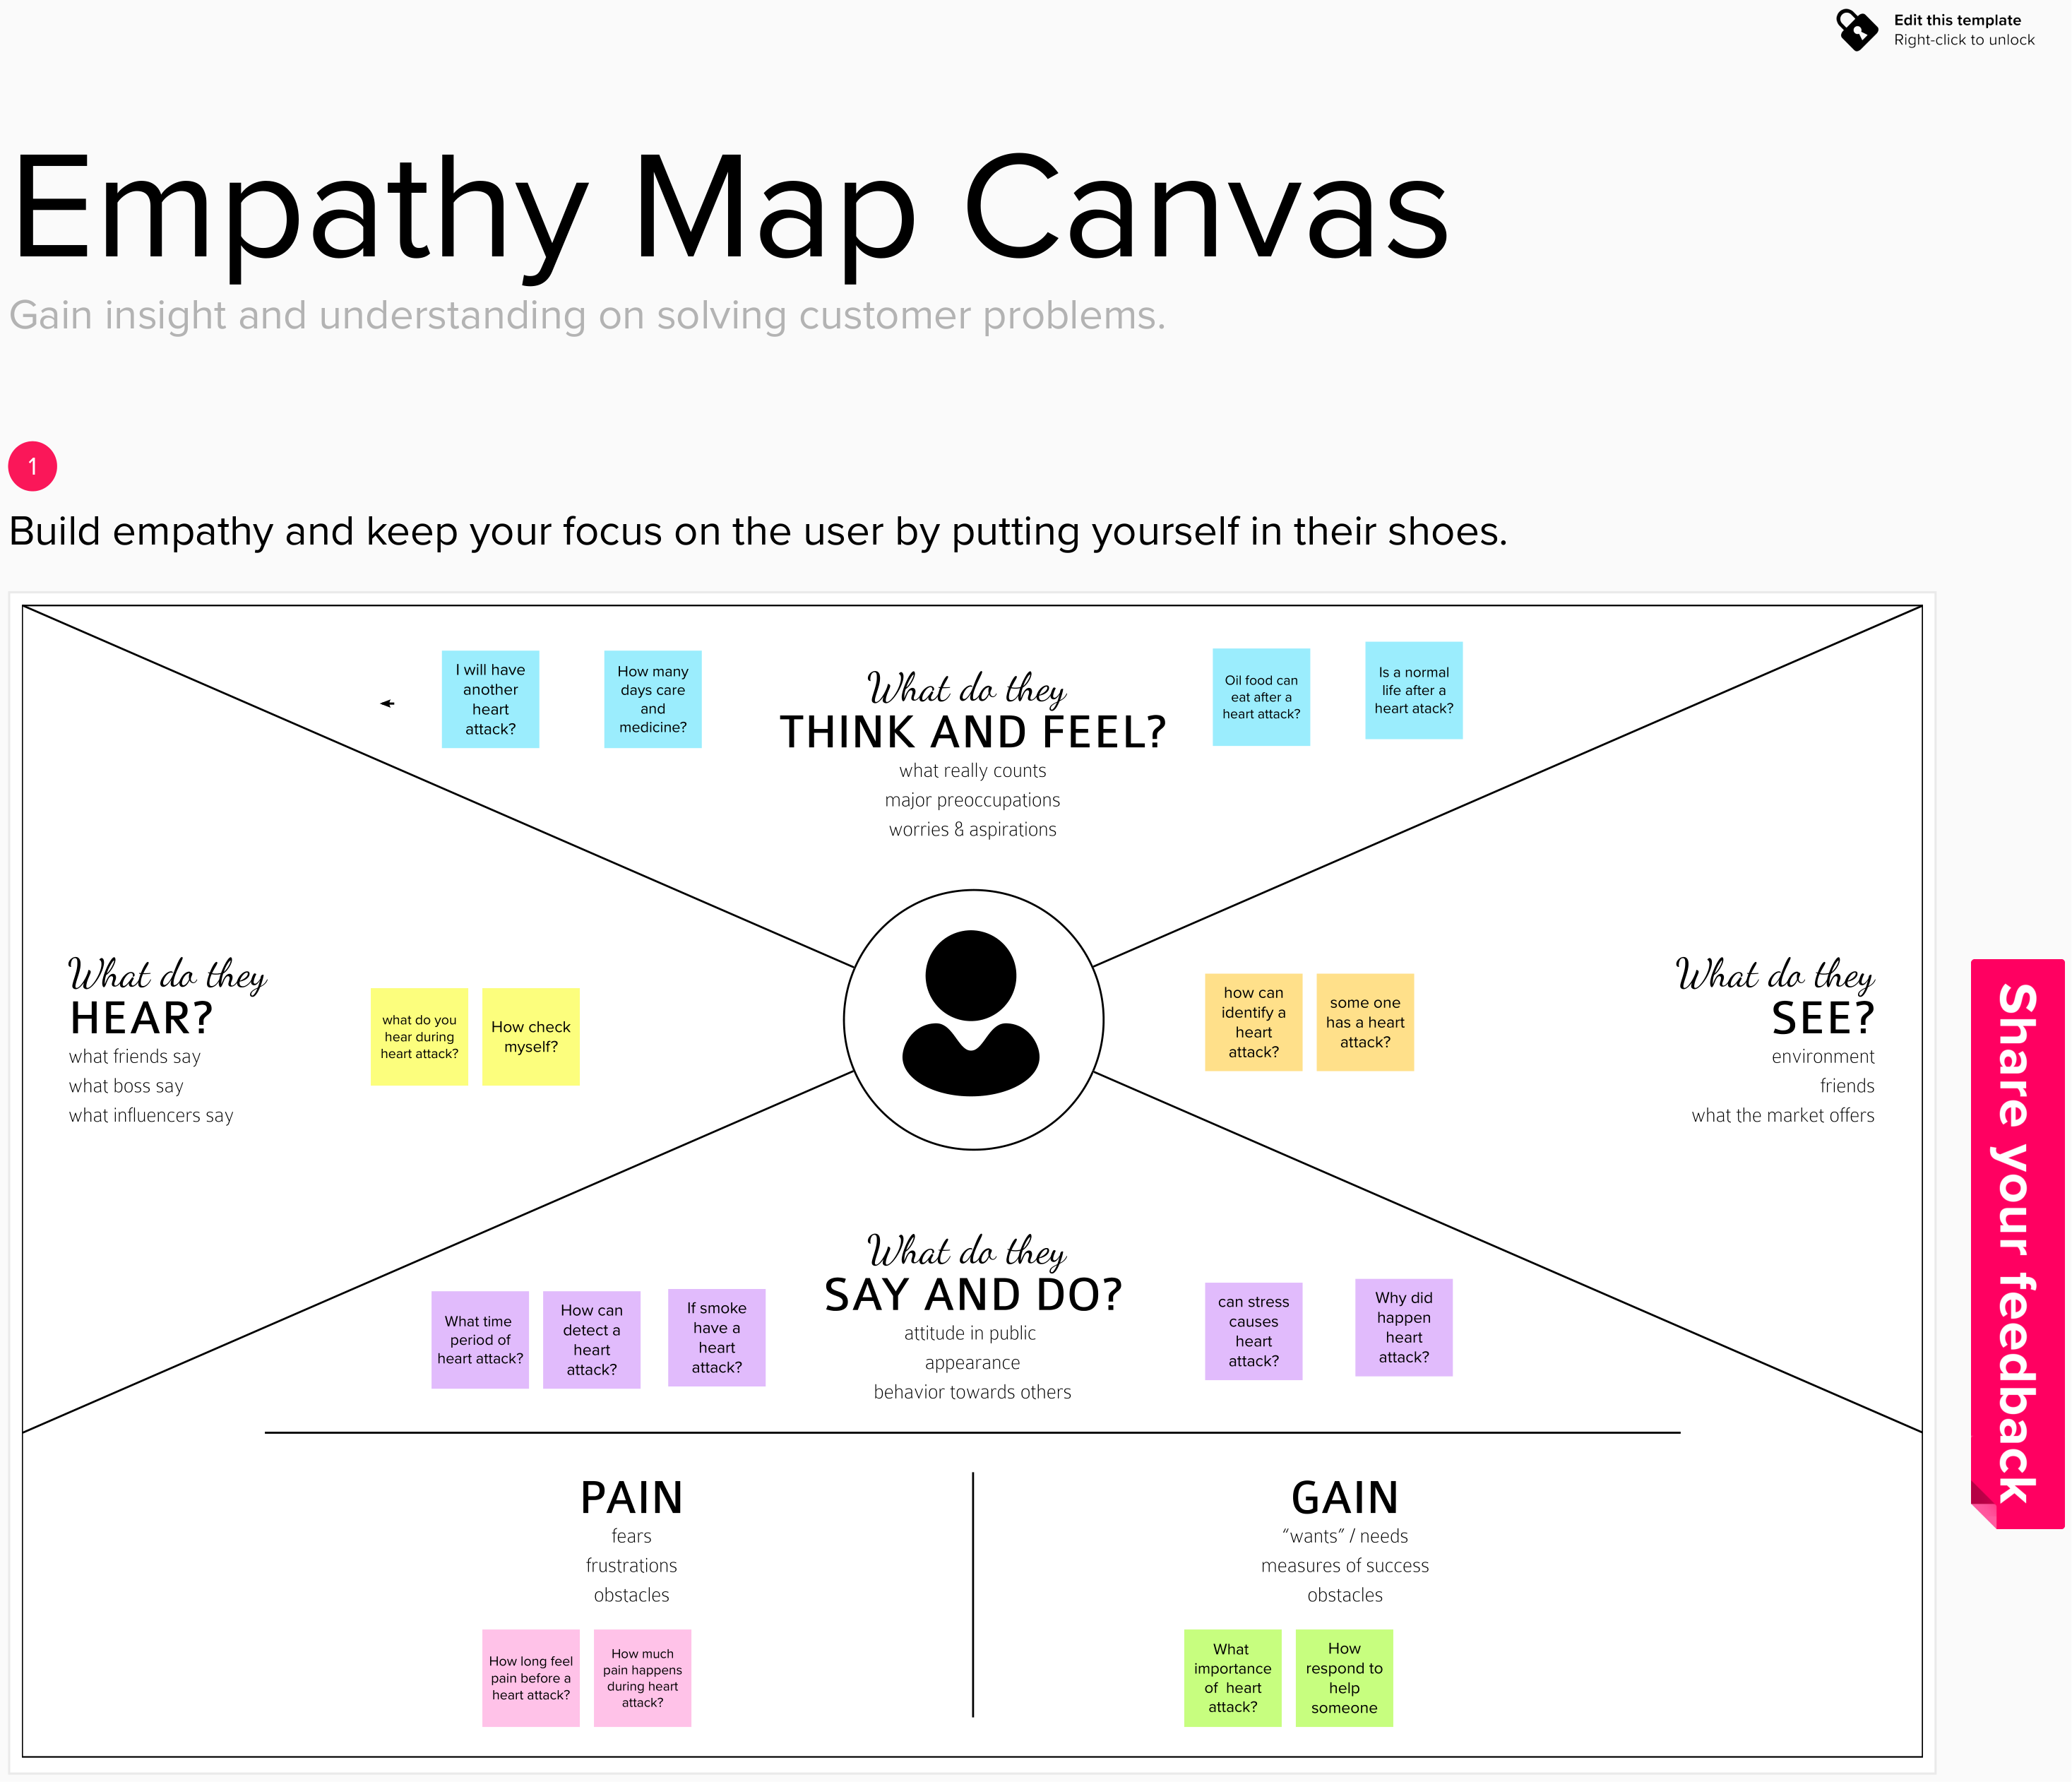 Edit this template
Right-click to unlock
Empathy Map Canvas
Gain insight and understanding on solving customer problems.
1
Build empathy and keep your focus on the user by putting yourself in their shoes.
I will have
another
heart
attack?
How many
days care
and
medicine?
What do they
THINK AND FEEL?
what really counts
major preoccupations
worries & aspirations
Oil food can
eat after a
heart attack?
Is a normal
life after a
heart atack?
What do they
HEAR?
what friends say
what boss say
what influencers say
what do you
hear during
heart attack?
How check
myself?
how can
identify a
heart
attack?
some one
has a heart
attack?
What do they
SEE?
environment
friends
what the market offers
Share your feedback
What do they
SAY AND DO?
attitude in public
appearance
behavior towards others
What time
period of
heart attack?
How can
detect a
heart
attack?
If smoke
have a
heart
attack?
can stress
causes
heart
attack?
Why did
happen
heart
attack?
PAIN
fears
frustrations
obstacles
How long feel
pain before a
heart attack?
How much
pain happens
during heart
attack?
GAIN
“wants” / needs
measures of success
obstacles
What
importance
of heart
attack?
How
respond to
help
someone